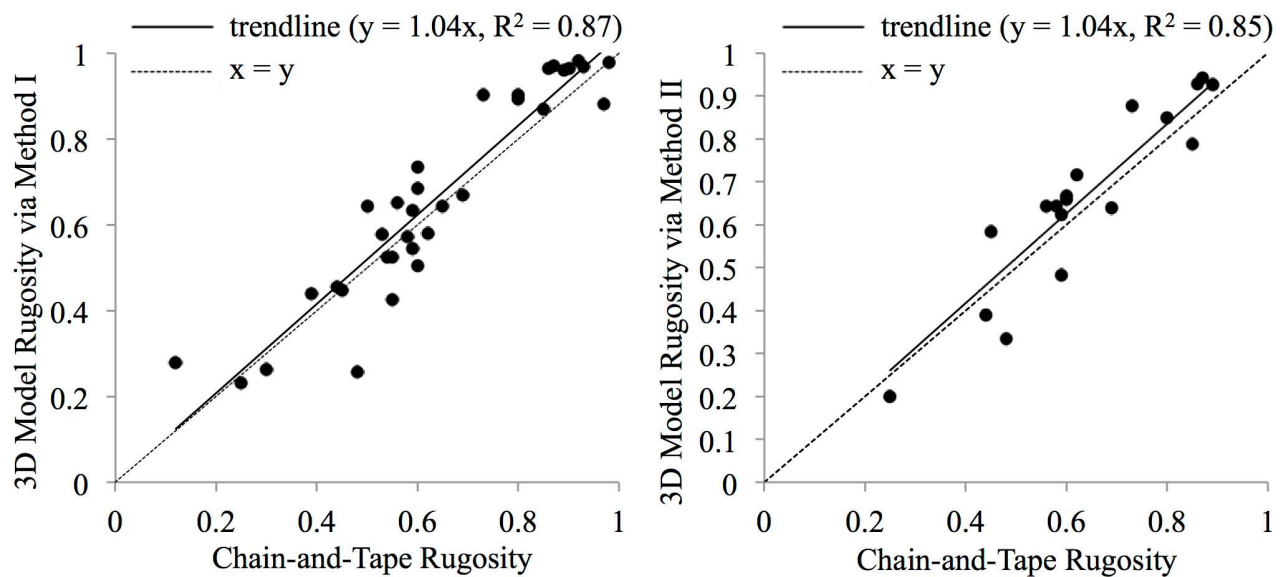 trendline (y = 1.04x, R² = 0.87)
x = y
3D Model Rugosity via Method I
1
0.8
0.6
0.4
0.2
0
0 0.2 0.4 0.6 0.8 1
Chain-and-Tape Rugosity
trendline (y = 1.04x, R² = 0.85)
x = y
3D Model Rugosity via Method II
1
0.9
0.8
0.7
0.6
0.5
0.4
0.3
0.2
0.1
0
0 0.2 0.4 0.6 0.8 1
Chain-and-Tape Rugosity